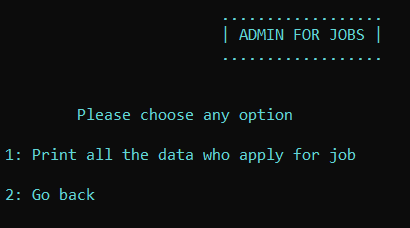 ..................
| ADMIN FOR JOBS |
..................
Please choose any option
1: Print all the data who apply for job
2: Go back